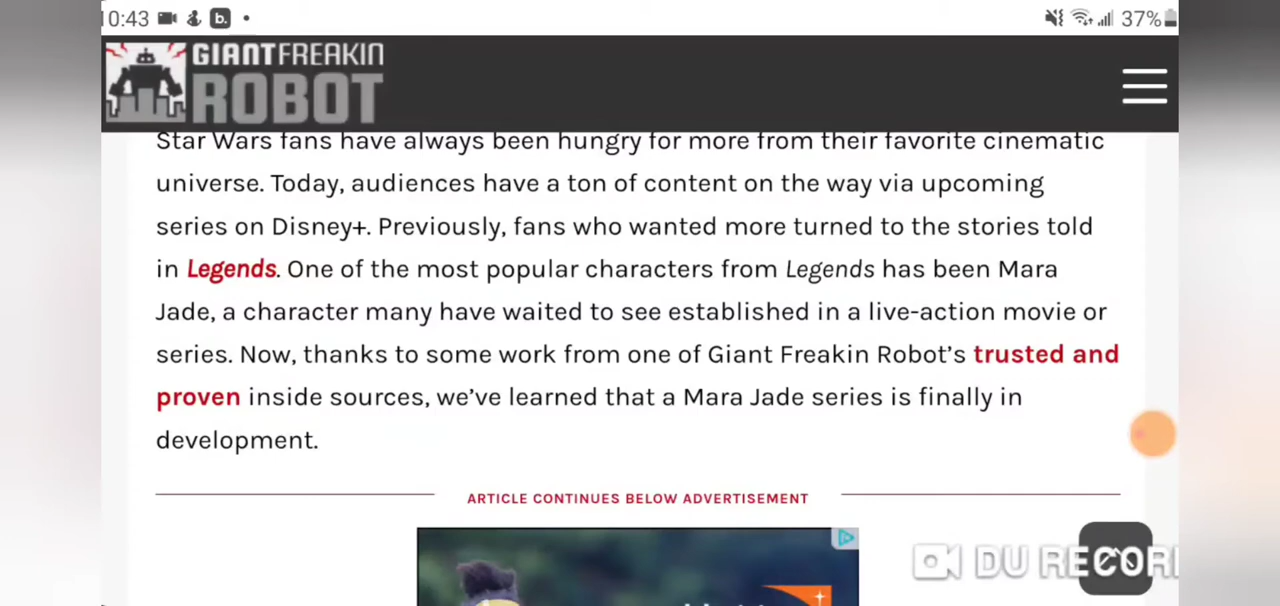 10:43 b. 37%
GIANT FREAKIN
ROBOT
Star Wars fans have always been hungry for more from their favorite cinematic
universe. Today, audiences have a ton of content on the way via upcoming
series on Disney+. Previously, fans who wanted more turned to the stories told
in Legends. One of the most popular characters from Legends has been Mara
Jade, a character many have waited to see established in a live-action movie or
series. Now, thanks to some work from one of Giant Freakin Robot’s trusted and
proven inside sources, we’ve learned that a Mara Jade series is finally in
development.
ARTICLE CONTINUES BELOW ADVERTISEMENT
DU RECOR